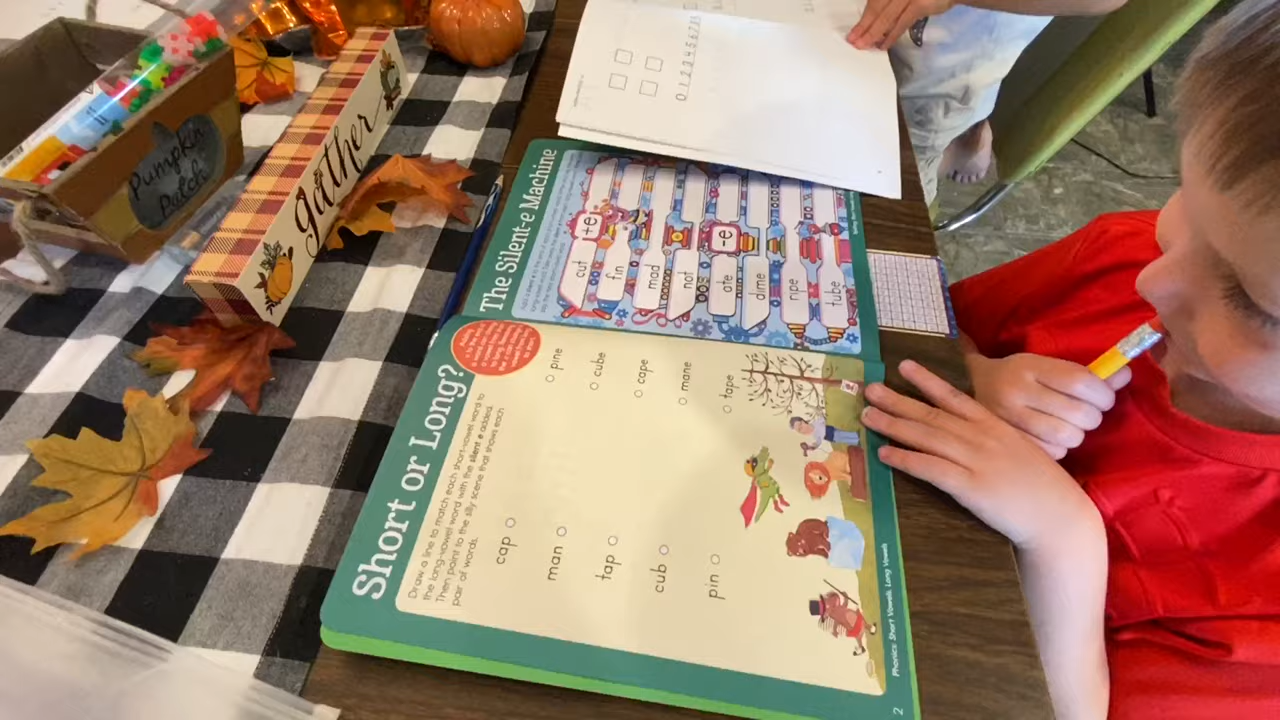 Pumpkin
Patch
gather
0 1 2 3 4 5 6 7 8
The Silent-e Machine
+e
-e
cut
fin
mad
not
ate
dime
ripe
tube
Short or Long?
Draw a line to match each short-vowel word to
the long-vowel word with the silent e added.
Then point to the silly scene that shows each
pair of words.
cap
man
tap
cub
pin
pine
cube
cape
mane
tape
2
Phonics: Short Vowels, Long Vowels